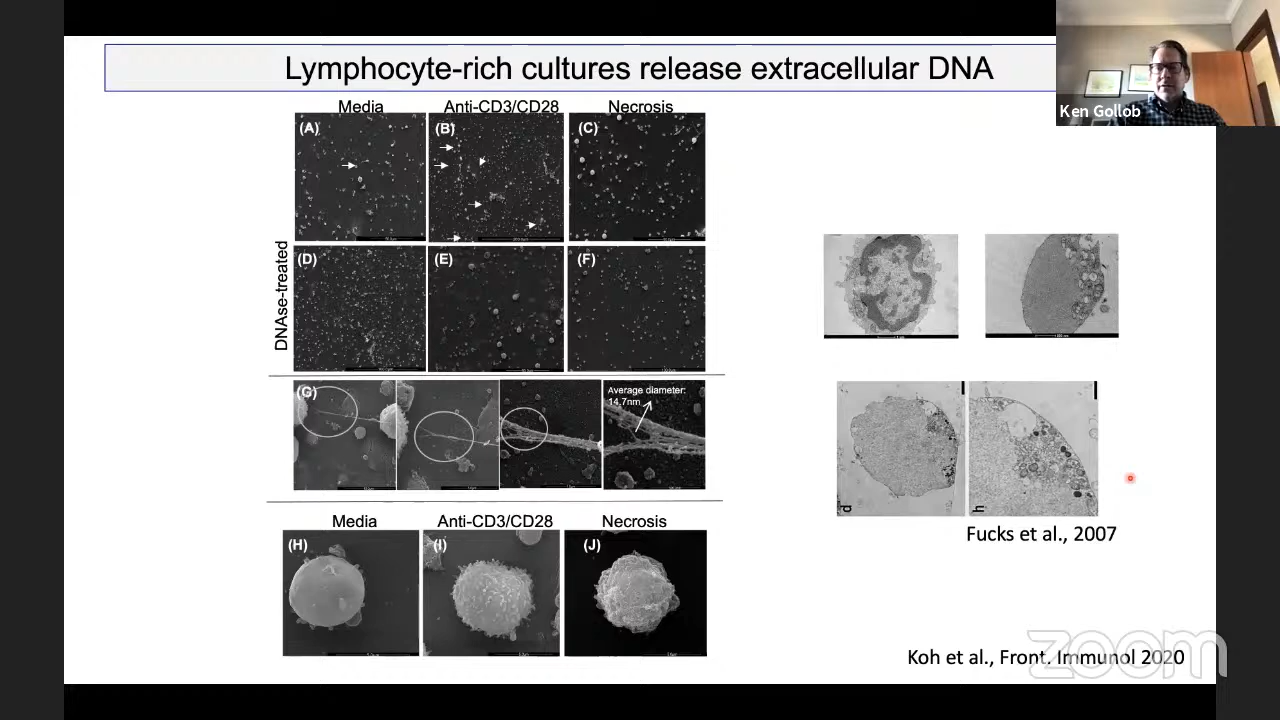 Lymphocyte-rich cultures release extracellular DNA
Ken Gollob
Media Anti-CD3/CD28 Necrosis
(A) (B) (C)
DNAse-treated
(D) (E) (F)
(G)
Average diameter:
14.7nm
Media Anti-CD3/CD28 Necrosis
(H) (I) (J)
d h
Fucks et al., 2007
Koh et al., Front. Immunol 2020
zoom